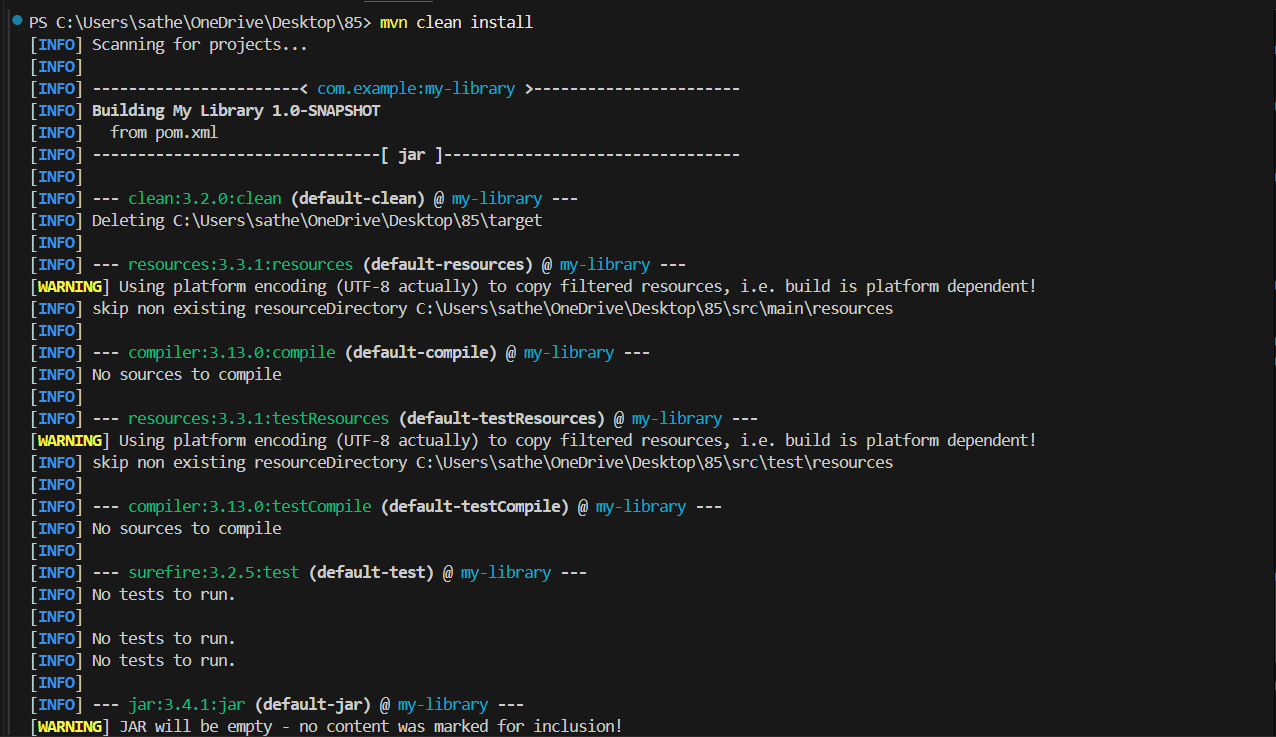 PS C:\Users\sathe\OneDrive\Desktop\85> mvn clean install
[INFO] Scanning for projects...
[INFO]
[INFO] -----------------------< com.example:my-library >-----------------------
[INFO] Building My Library 1.0-SNAPSHOT
[INFO]   from pom.xml
[INFO] --------------------------------[ jar ]---------------------------------
[INFO]
[INFO] --- clean:3.2.0:clean (default-clean) @ my-library ---
[INFO] Deleting C:\Users\sathe\OneDrive\Desktop\85\target
[INFO]
[INFO] --- resources:3.3.1:resources (default-resources) @ my-library ---
[WARNING] Using platform encoding (UTF-8 actually) to copy filtered resources, i.e. build is platform dependent!
[INFO] skip non existing resourceDirectory C:\Users\sathe\OneDrive\Desktop\85\src\main\resources
[INFO]
[INFO] --- compiler:3.13.0:compile (default-compile) @ my-library ---
[INFO] No sources to compile
[INFO]
[INFO] --- resources:3.3.1:testResources (default-testResources) @ my-library ---
[WARNING] Using platform encoding (UTF-8 actually) to copy filtered resources, i.e. build is platform dependent!
[INFO] skip non existing resourceDirectory C:\Users\sathe\OneDrive\Desktop\85\src\test\resources
[INFO]
[INFO] --- compiler:3.13.0:testCompile (default-testCompile) @ my-library ---
[INFO] No sources to compile
[INFO]
[INFO] --- surefire:3.2.5:test (default-test) @ my-library ---
[INFO] No tests to run.
[INFO]
[INFO] No tests to run.
[INFO] No tests to run.
[INFO]
[INFO] --- jar:3.4.1:jar (default-jar) @ my-library ---
[WARNING] JAR will be empty - no content was marked for inclusion!